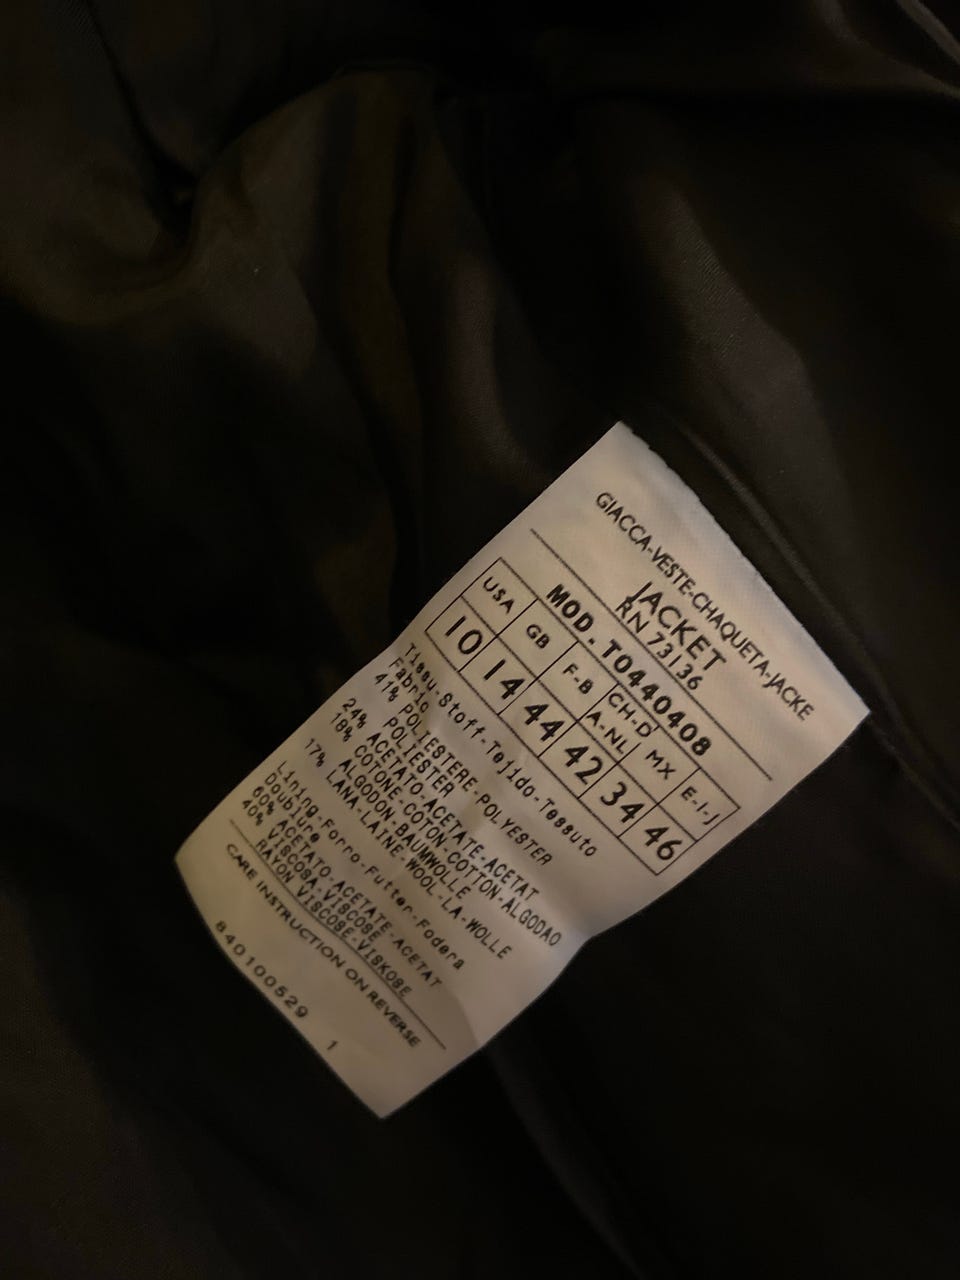 GIACCA-VESTE-CHAQUETA-JACKE
JACKET
RN 73136
MOD. T0440408
USA GB F-B CH-D A-NL MX E-I-J
10 14 44 42 34 46
Tissu-Stoff-Tejido-Tessuto
Fabric
41% POLIESTERE-POLYESTER
POLIESTER
24% ACETATO-ACETATE-ACETAT
18% COTONE-COTON-COTTON-ALGODAO
ALGODON-BAUMWOLLE
17% LANA-LAINE-WOOL-LA-WOLLE
Lining-Forro-Futter-Fodera
Doublure
60% ACETATO-ACETATE-ACETAT
40% VISCOSA-VISCOSE
RAYON VISCOSE-VISKOSE
CARE INSTRUCTION ON REVERSE
840100529 1